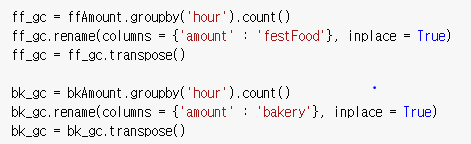 ff_gc = ffAmount.groupby('hour').count()
ff_gc.rename(columns = {'amount' : 'festFood'}, inplace = True)
ff_gc = ff_gc.transpose()
bk_gc = bkAmount.groupby('hour').count()
bk_gc.rename(columns = {'amount' : 'bakery'}, inplace = True)
bk_gc = bk_gc.transpose()